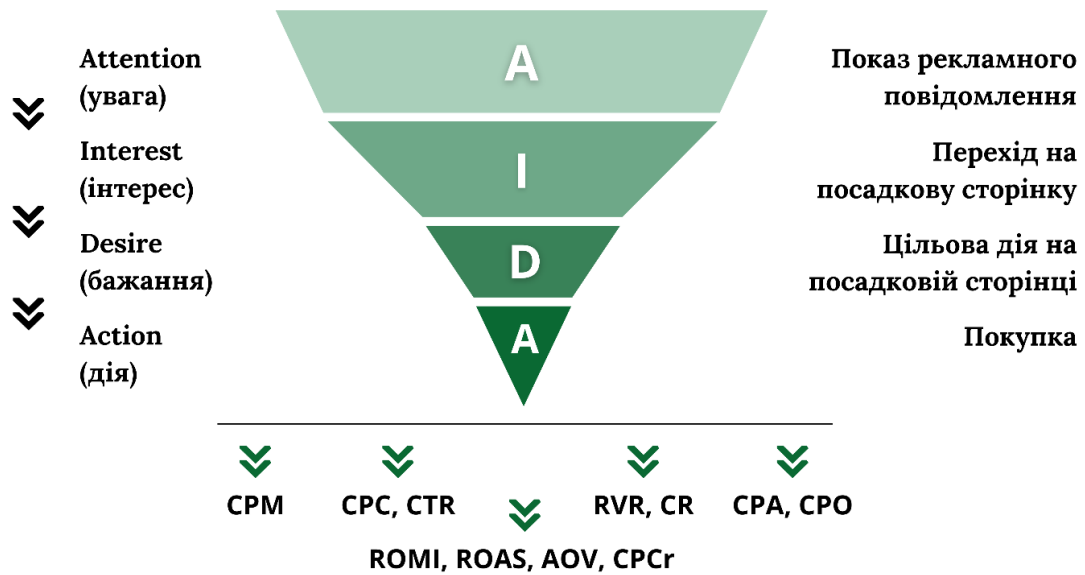 Attention
(увага)
Interest
(інтерес)
Desire
(бажання)
Action
(дія)
A
I
D
A
Показ рекламного
повідомлення
Перехід на
посадкову сторінку
Цільова дія на
посадковій сторінці
Покупка
CPM
CPC, CTR
RVR, CR
CPA, CPO
ROMI, ROAS, AOV, CPCr